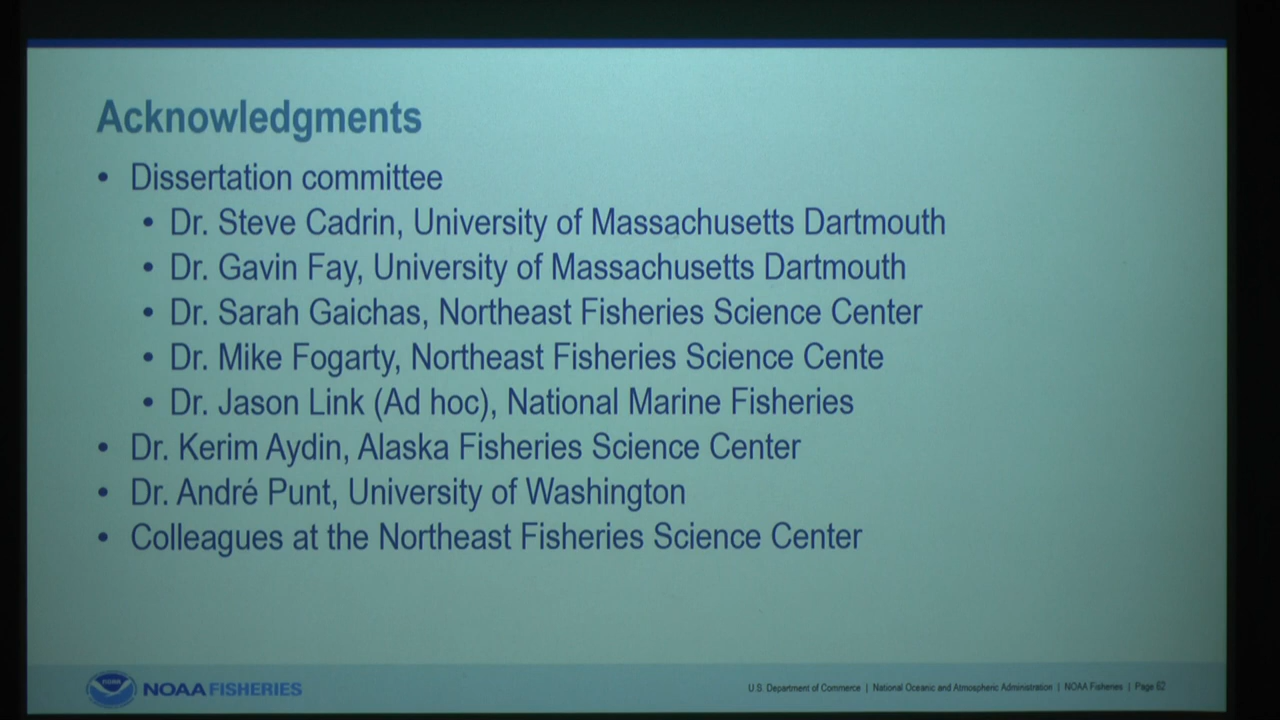 Acknowledgments
• Dissertation committee
• Dr. Steve Cadrin, University of Massachusetts Dartmouth
• Dr. Gavin Fay, University of Massachusetts Dartmouth
• Dr. Sarah Gaichas, Northeast Fisheries Science Center
• Dr. Mike Fogarty, Northeast Fisheries Science Cente
• Dr. Jason Link (Ad hoc), National Marine Fisheries
• Dr. Kerim Aydin, Alaska Fisheries Science Center
• Dr. André Punt, University of Washington
• Colleagues at the Northeast Fisheries Science Center
NOAA FISHERIES
U.S. Department of Commerce | National Oceanic and Atmospheric Administration | NOAA Fisheries | Page 62